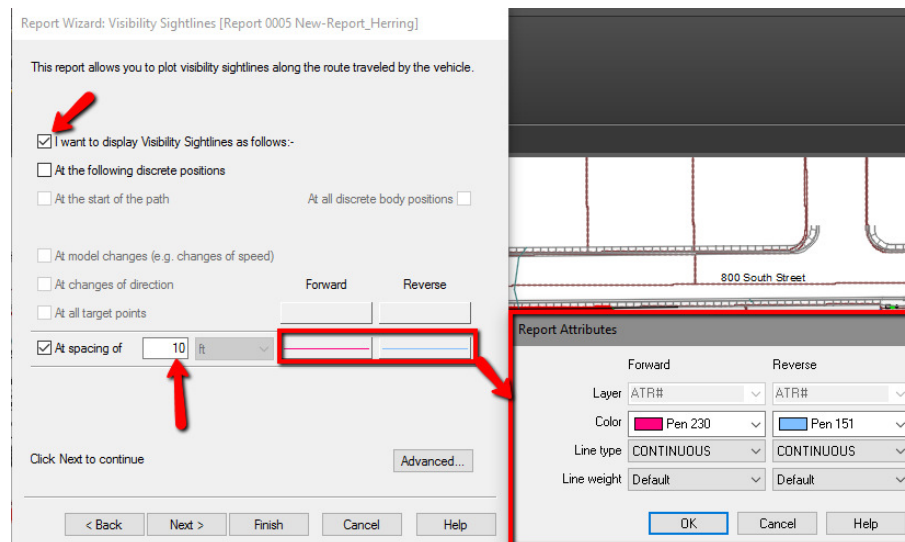 Report Wizard: Visibility Sightlines [Report 0005 New-Report_Herring]
This report allows you to plot visibility sightlines along the route traveled by the vehicle.
I want to display Visibility Sightlines as follows:-
At the following discrete positions
At the start of the path At all discrete body positions
At model changes (e.g. changes of speed)
At changes of direction Forward Reverse
At all target points
At spacing of 10 ft
Click Next to continue Advanced...
< Back Next > Finish Cancel Help
800 South Street
Report Attributes
Forward Reverse
Layer ATR# ATR#
Color Pen 230 Pen 151
Line type CONTINUOUS CONTINUOUS
Line weight Default Default
OK Cancel Help